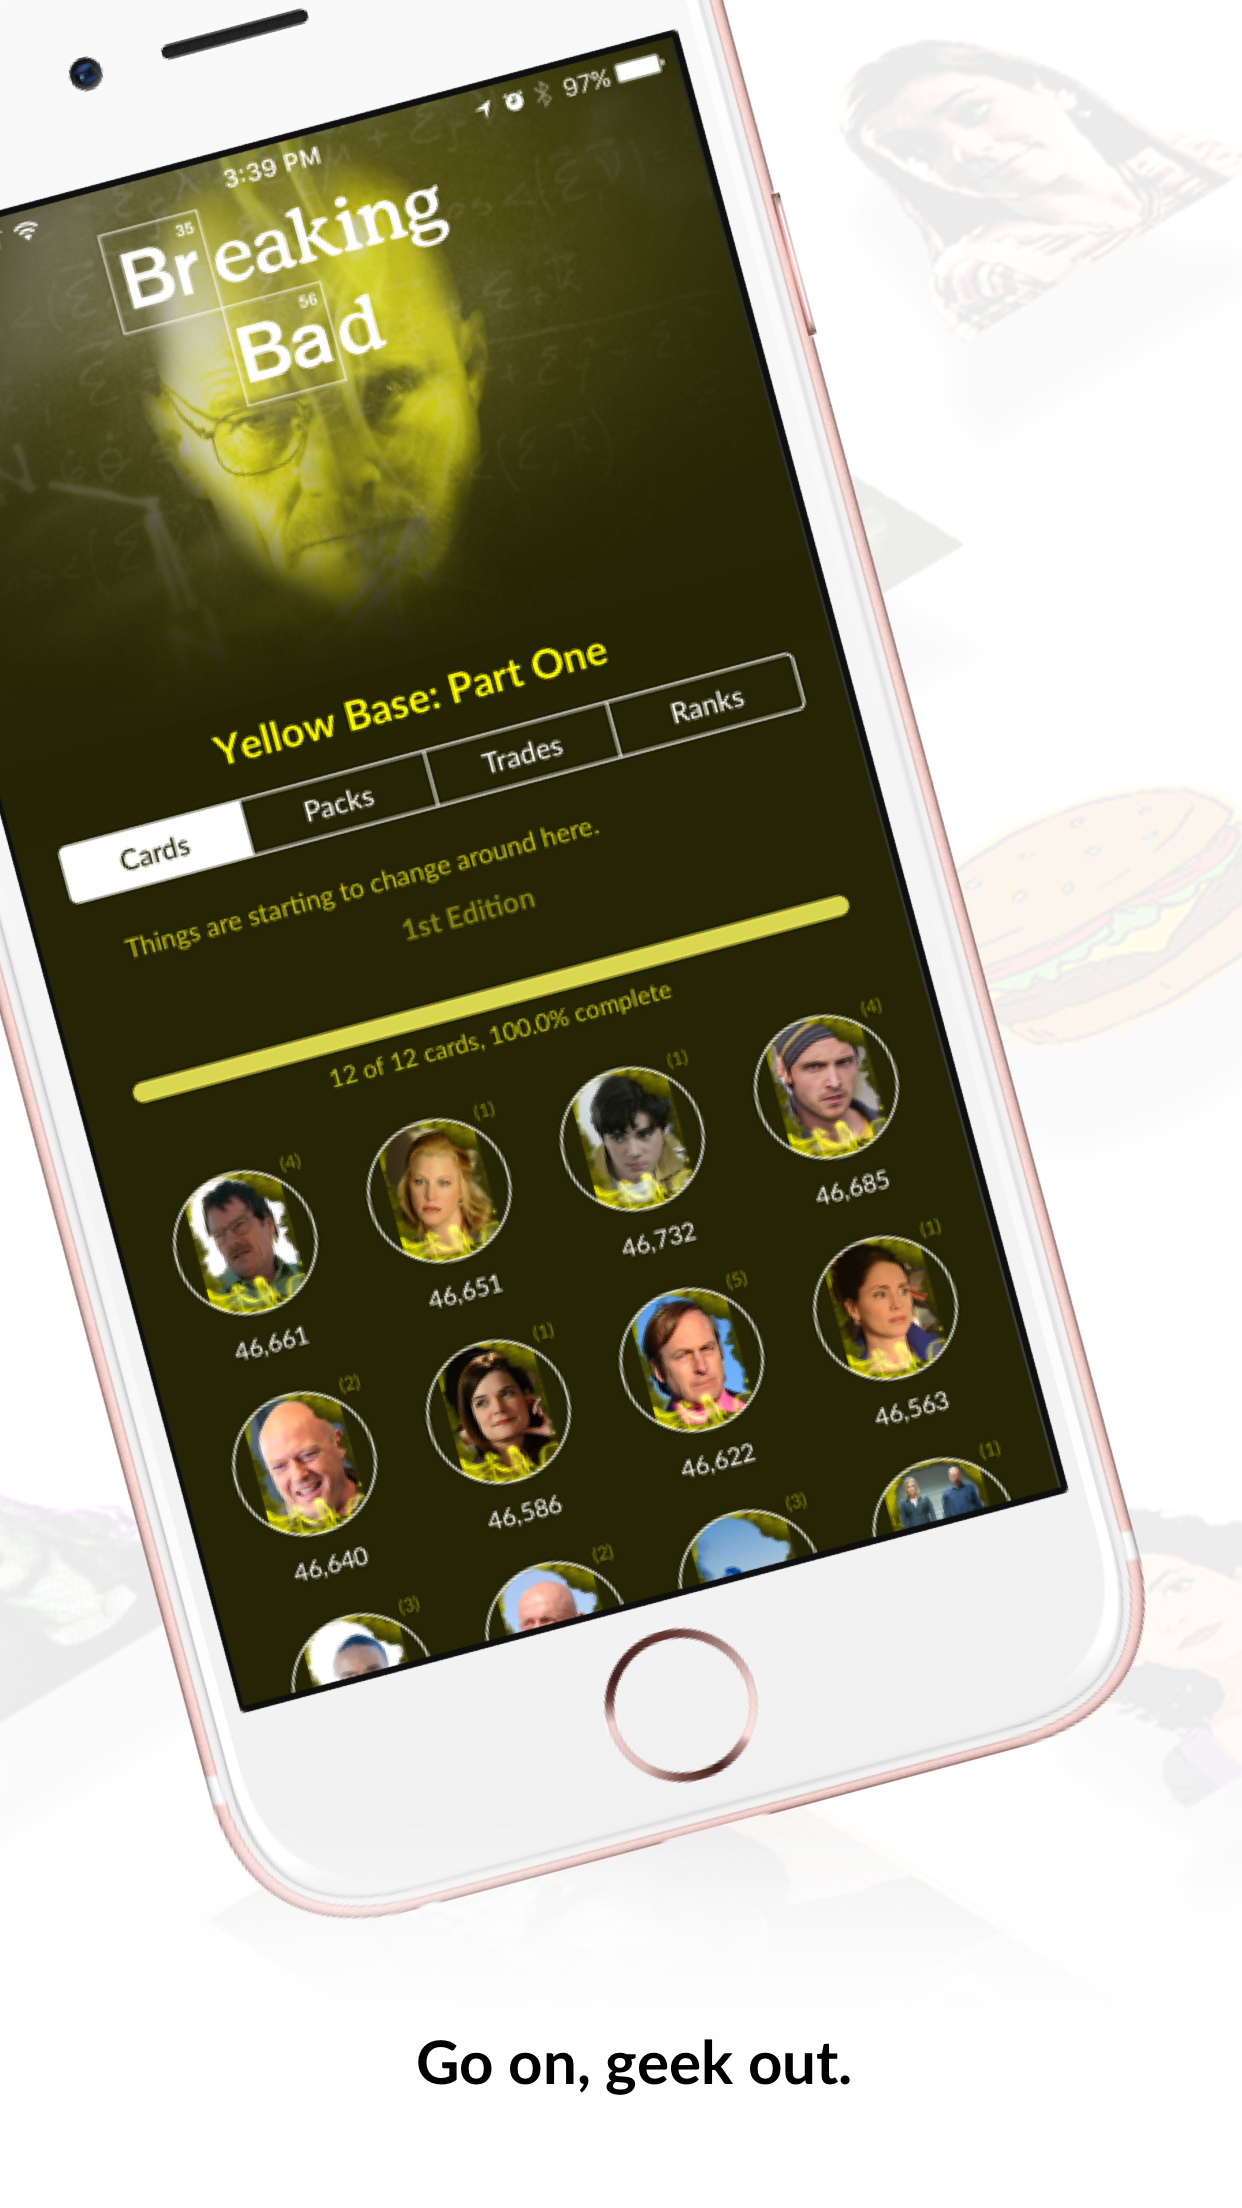 97%
3:39 PM
35
Breaking
56
Bad
Yellow Base: Part One
Cards
Packs
Trades
Ranks
Things are starting to change around here.
1st Edition
12 of 12 cards, 100.0% complete
(4)
(1)
(1)
(4)
46,661
46,651
46,732
46,685
(2)
(1)
(5)
(1)
46,640
46,586
46,622
46,563
(3)
(2)
(3)
(1)
Go on, geek out.